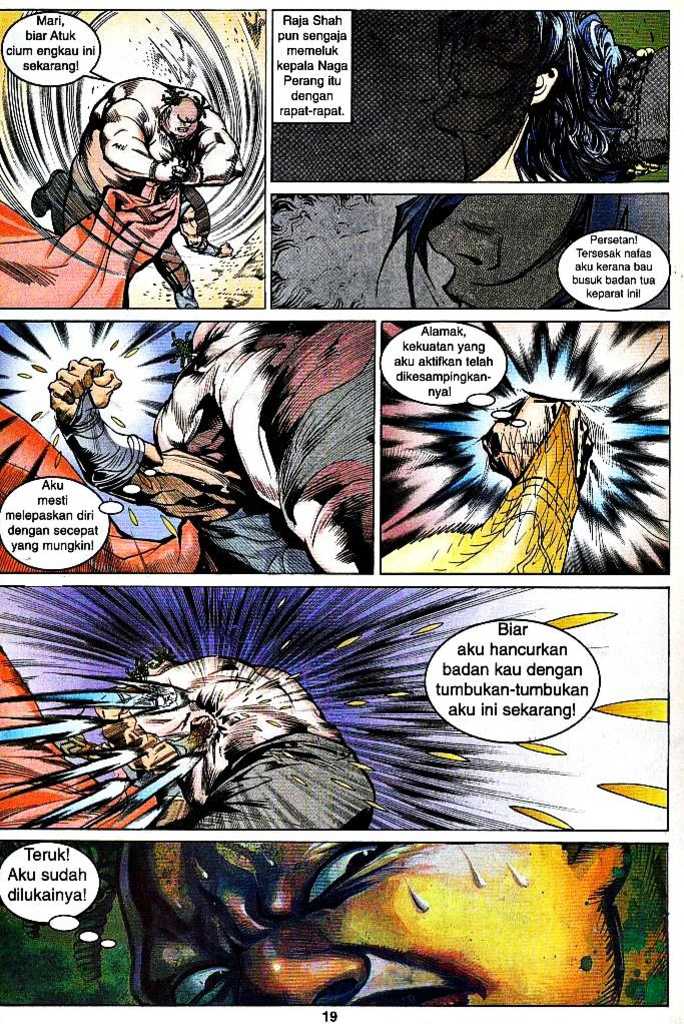 Mari,
biar Atuk
cium engkau ini
sekarang!
Raja Shah
pun sengaja
memeluk
kepala Naga
Perang itu
dengan
rapat-rapat.
Persetan!
Tersesak nafas
aku kerana bau
busuk badan tua
keparat ini!
Aku
mesti
melepaskan diri
dengan secepat
yang mungkin!
Alamak,
kekuatan yang
aku aktifkan telah
dikesampingkan-
nya!
Biar
aku hancurkan
badan kau dengan
tumbukan-tumbukan
aku ini sekarang!
Teruk!
Aku sudah
dilukainya!
19